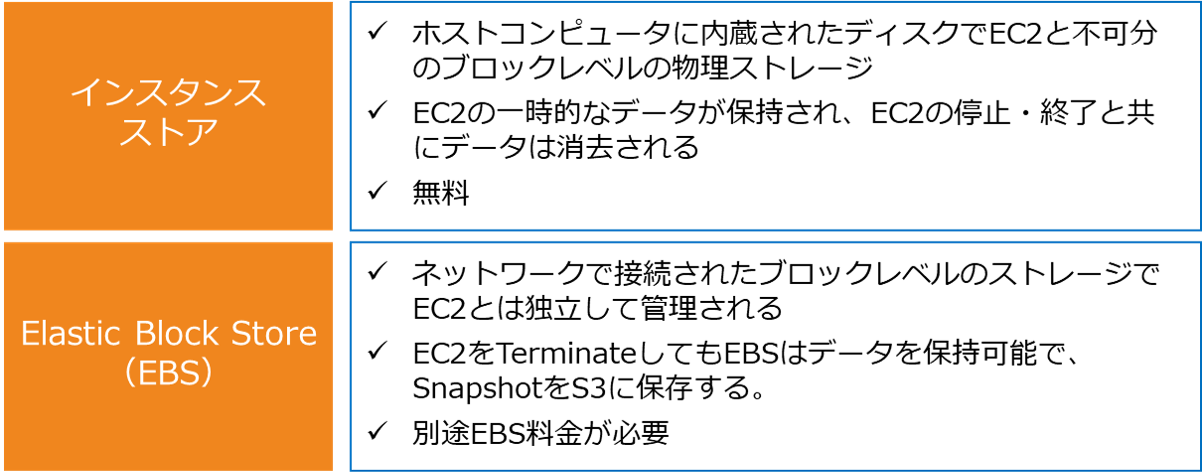 インスタンス
ストア
✓ ホストコンピュータに内蔵されたディスクでEC2と不可分
のブロックレベルの物理ストレージ
✓ EC2の一時的なデータが保持され、EC2の停止・終了と共
にデータは消去される
✓ 無料
Elastic Block Store
（EBS）
✓ ネットワークで接続されたブロックレベルのストレージで
EC2とは独立して管理される
✓ EC2をTerminateしてもEBSはデータを保持可能で、
SnapshotをS3に保存する。
✓ 別途EBS料金が必要